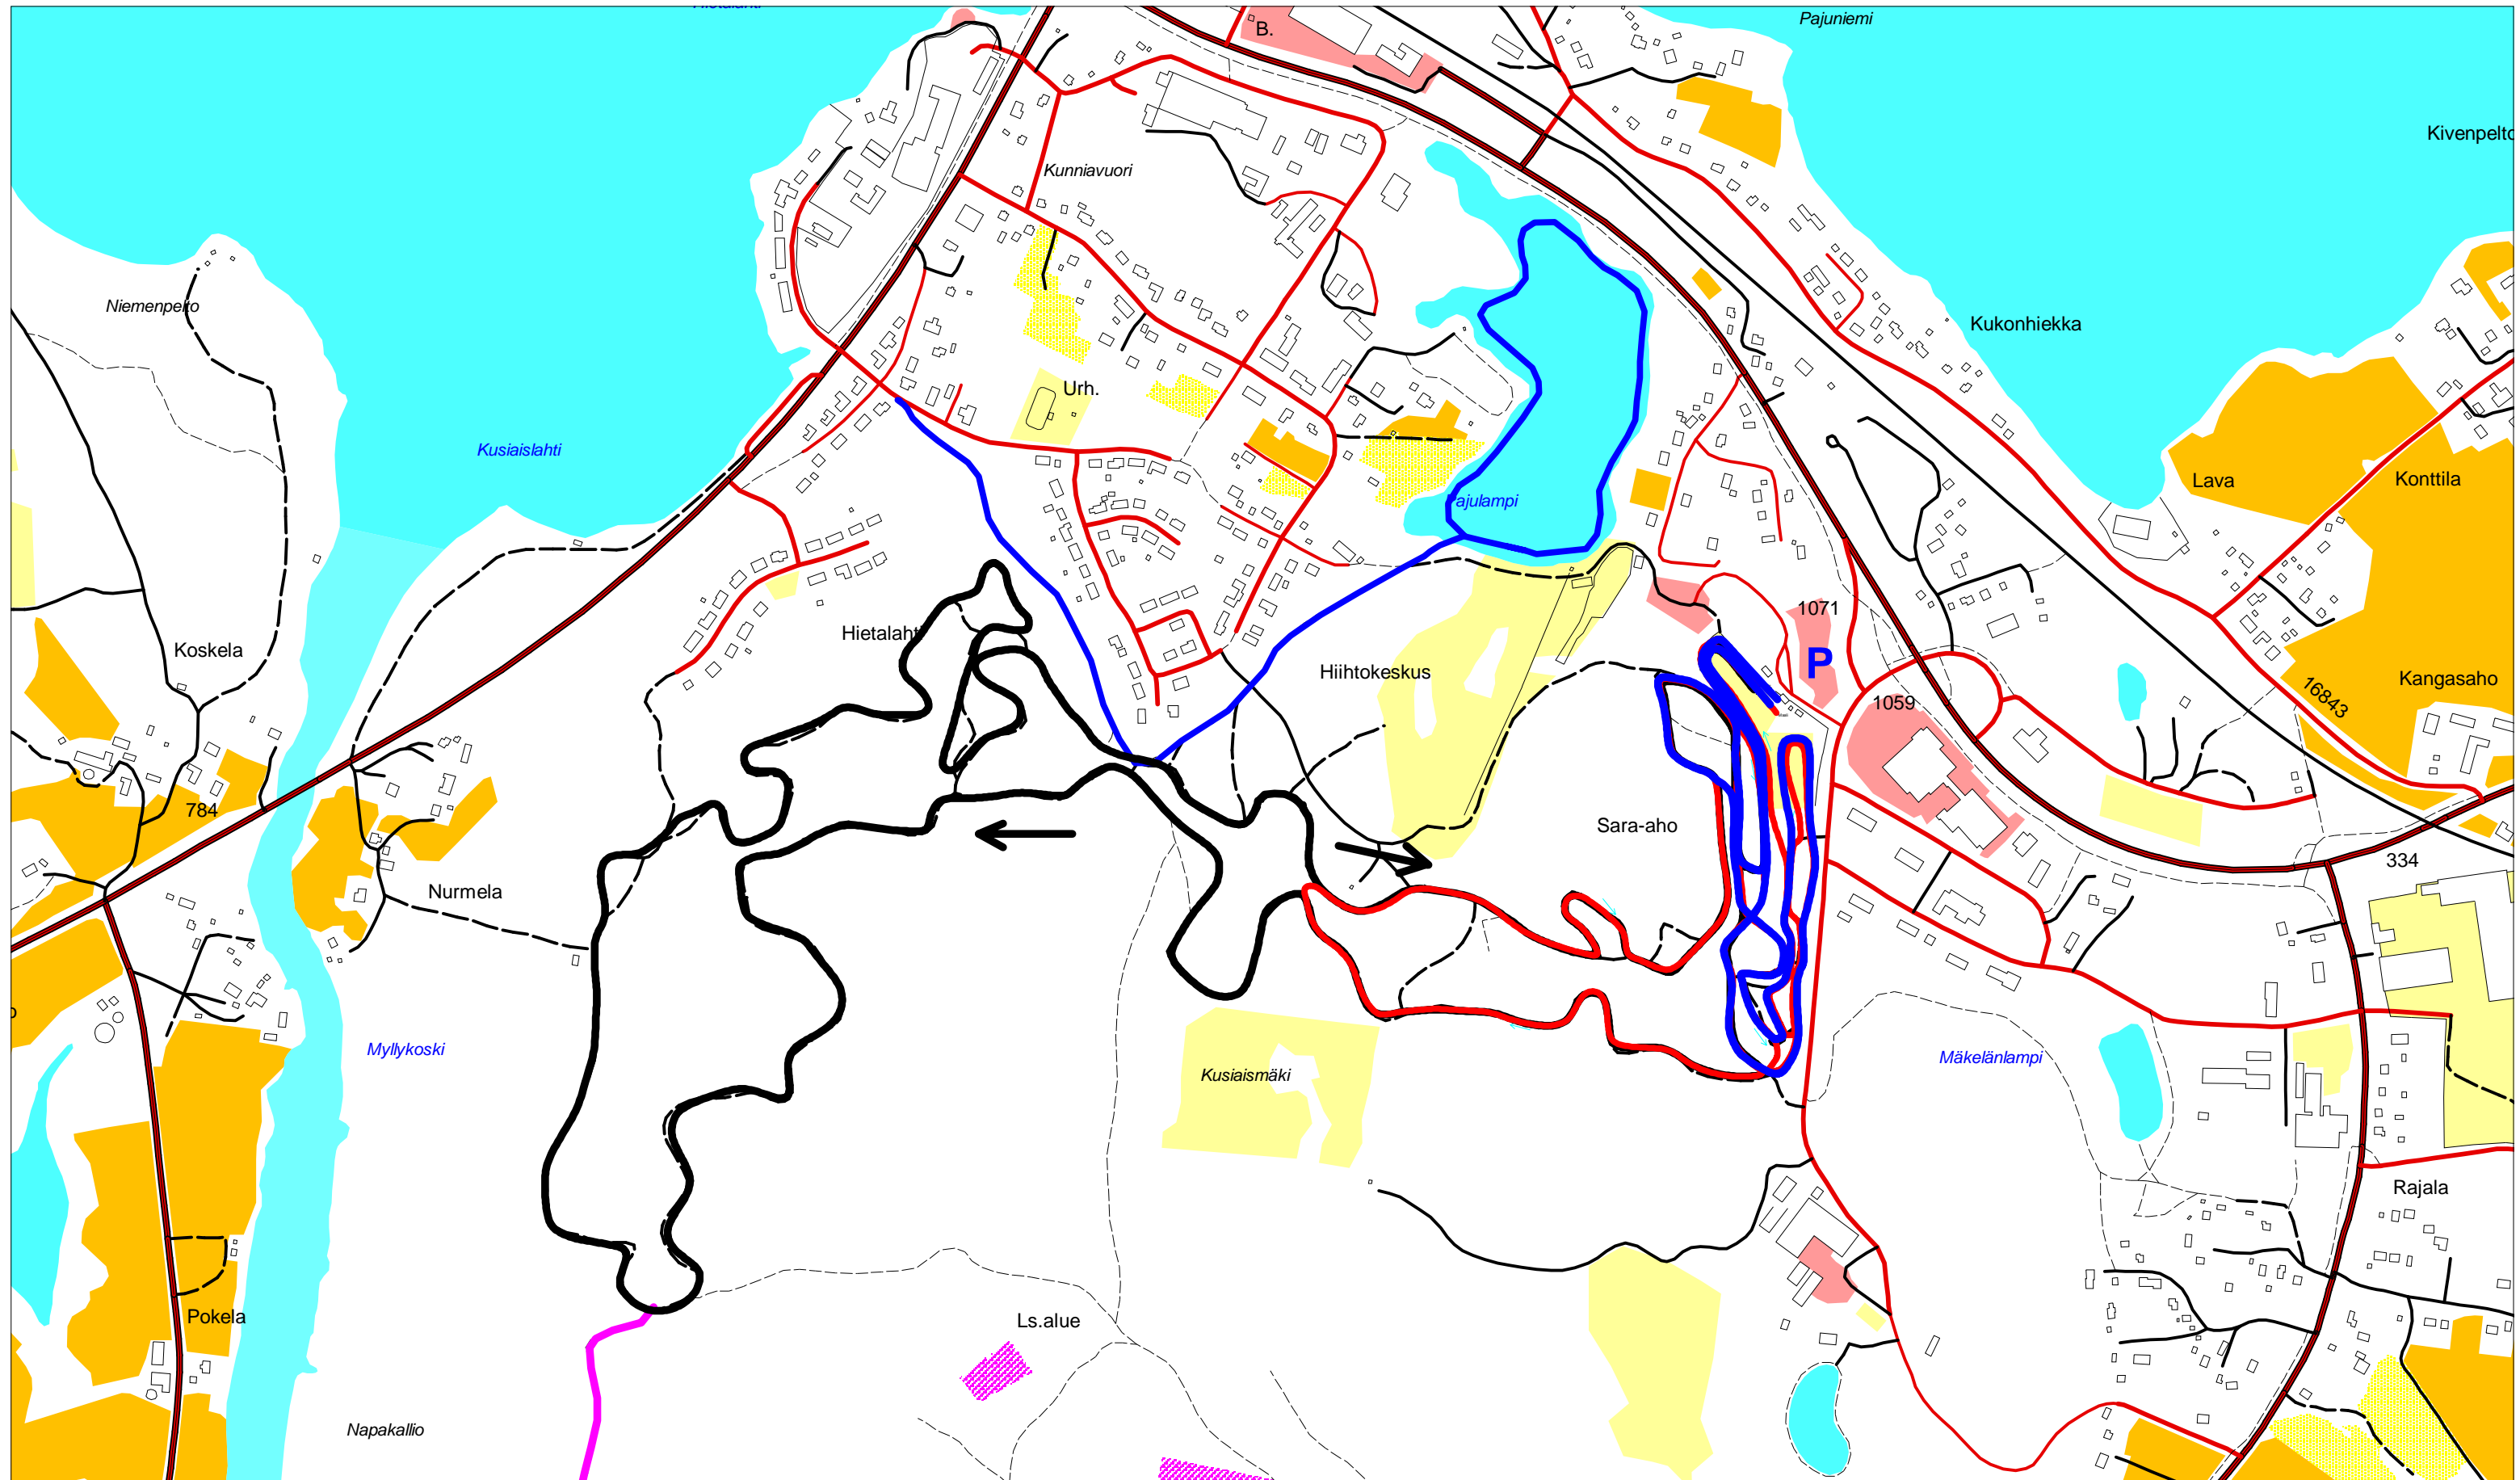 Pajuniemi
B.
Kivenpelto
Kunniavuori
Niemenpelto
Kukonhiekka
Urh.
Kusiaislahti
Lava
Konttila
Pajulampi
1071
Hietalahti
Koskela
P
Hiihtokeskus
Kangasaho
16843
1059
784
Sara-aho
334
Nurmela
Myllykoski
Mäkelänlampi
Kusiaismäki
Rajala
Pokela
Ls.alue
Napakallio